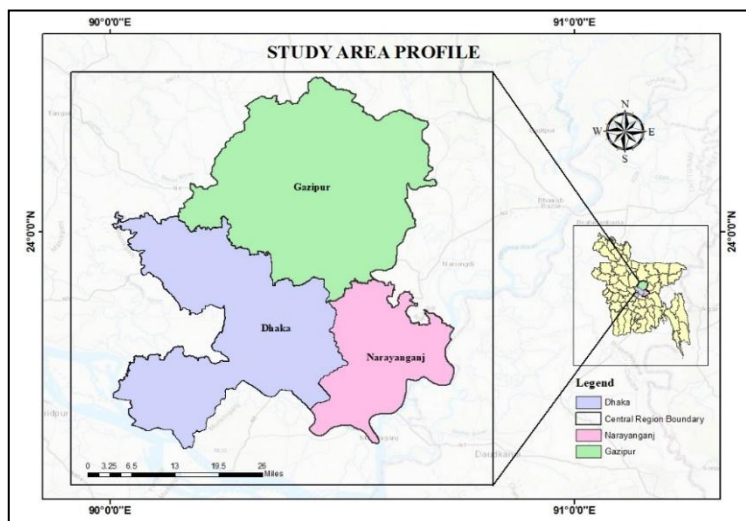 90°0'0"E
91°0'0"E
STUDY AREA PROFILE
N
W
E
S
Gazipur
24°0'0"N
24°0'0"N
Narsingdi
Dhaka
Narayanganj
Legend
Dhaka
Central Region Boundary
Narayanganj
Gazipur
Daudkandi
0 3.25 6.5 13 19.5 26
Miles
90°0'0"E
91°0'0"E